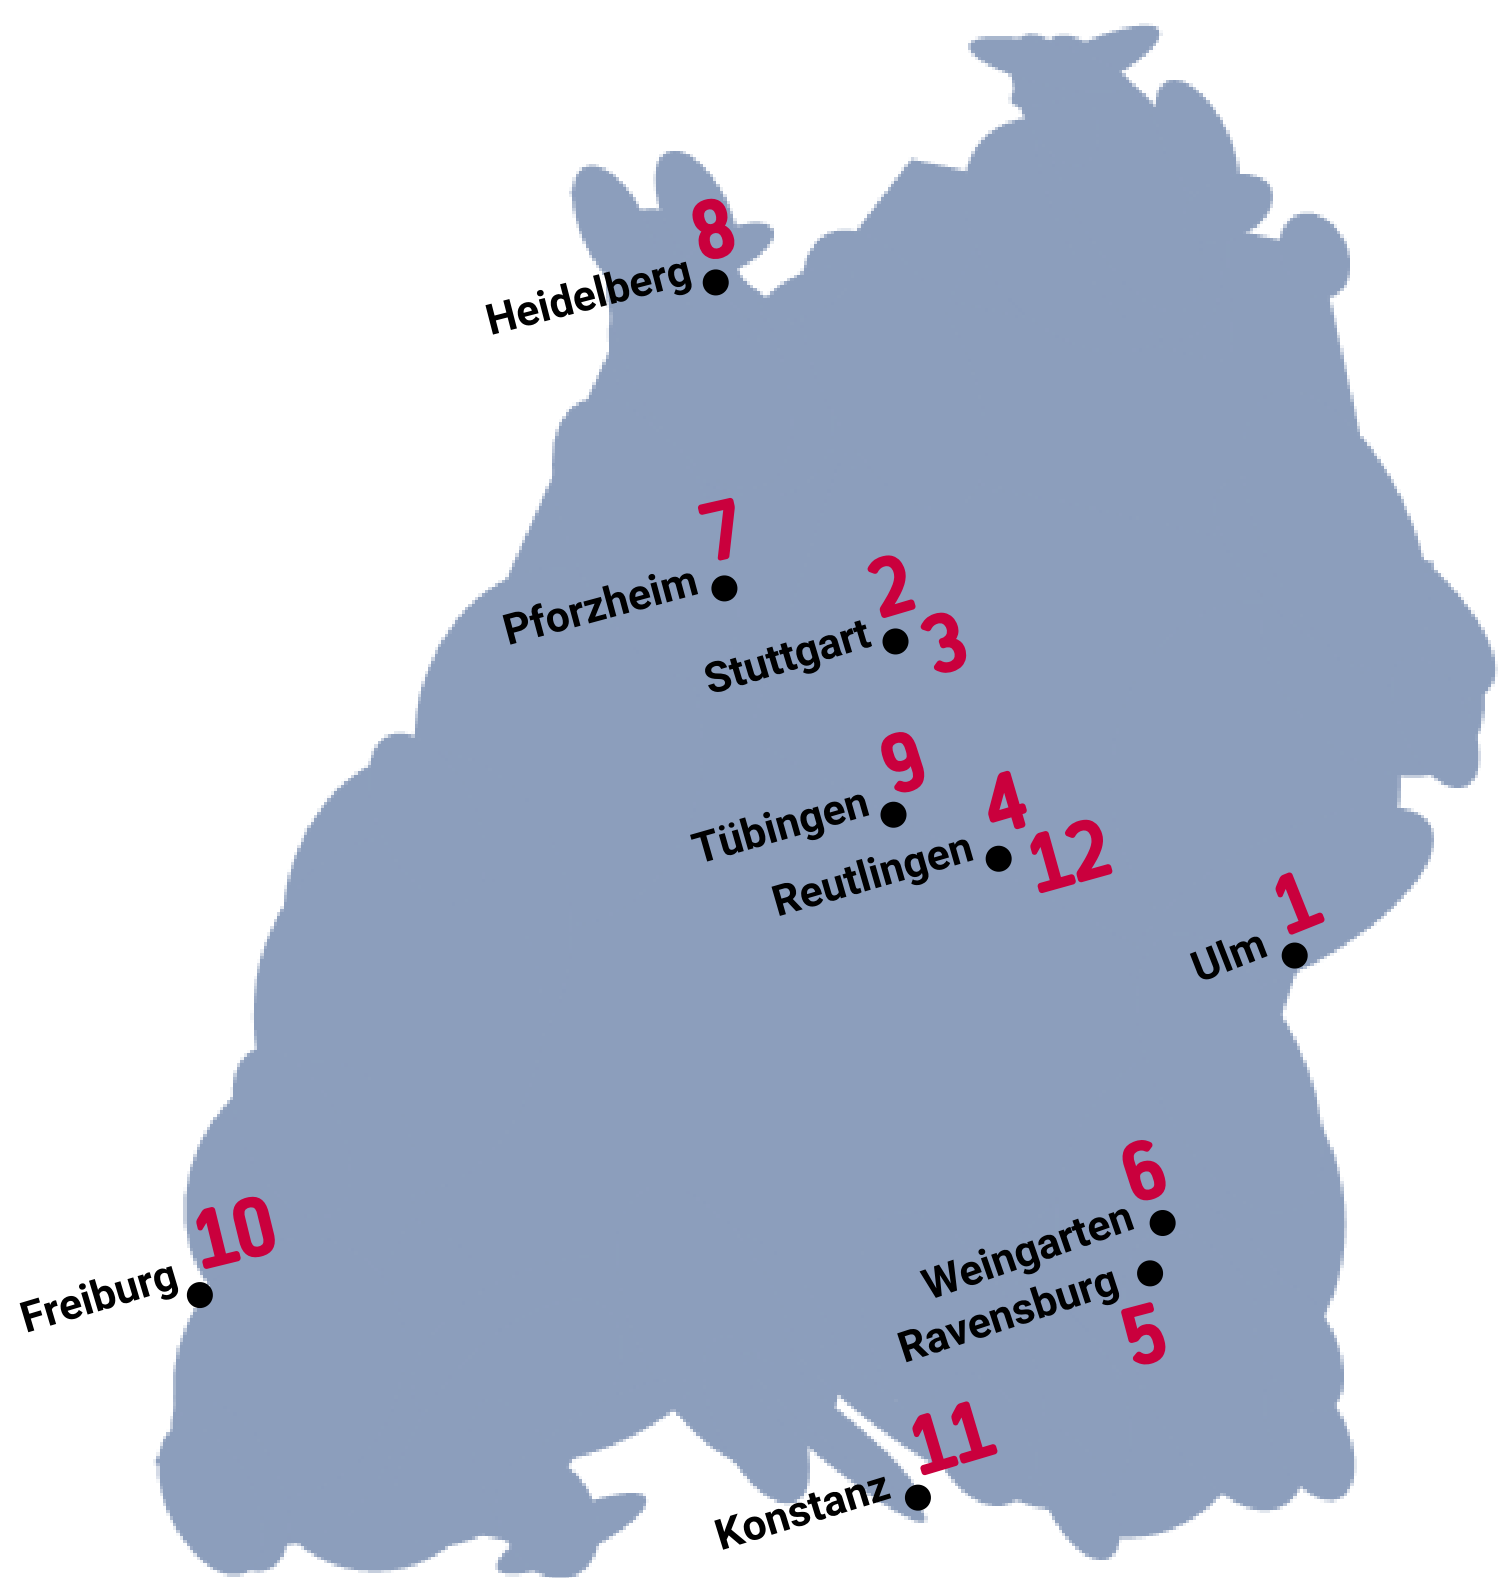 8
Heidelberg
7
Pforzheim
2
Stuttgart
3
9
Tübingen
4
Reutlingen
12
1
Ulm
6
Weingarten
Ravensburg
5
10
Freiburg
11
Konstanz